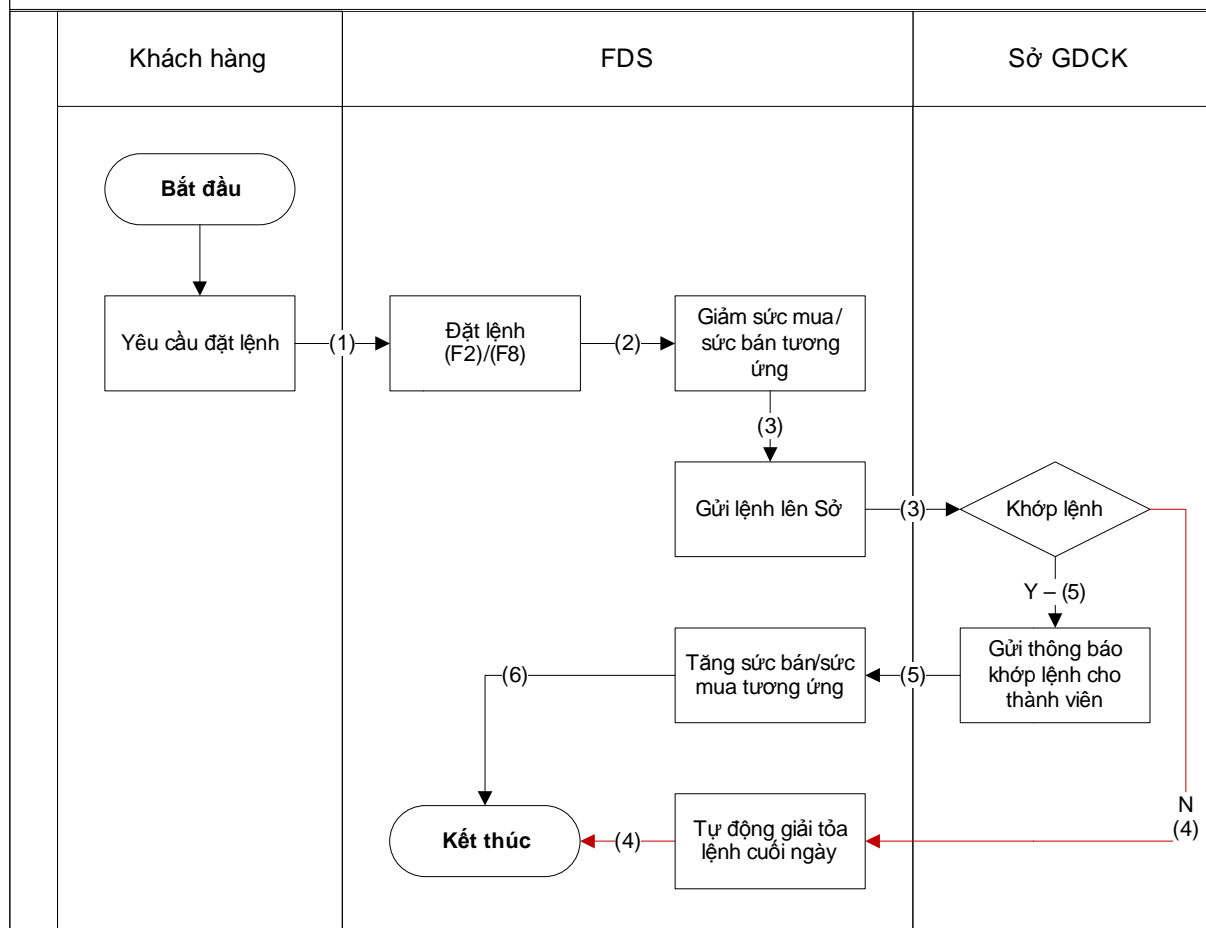 Khách hàng
FDS
Sở GDCK
Bắt đầu
Yêu cầu đặt lệnh
(1)
Đặt lệnh
(F2)/(F8)
(2)
Giảm sức mua/
sức bán tương
ứng
(3)
Gửi lệnh lên Sở
(3)
Khớp lệnh
Y – (5)
Gửi thông báo
khớp lệnh cho
thành viên
(5)
Tăng sức bán/sức
mua tương ứng
(6)
N
(4)
Tự động giải tỏa
lệnh cuối ngày
(4)
Kết thúc